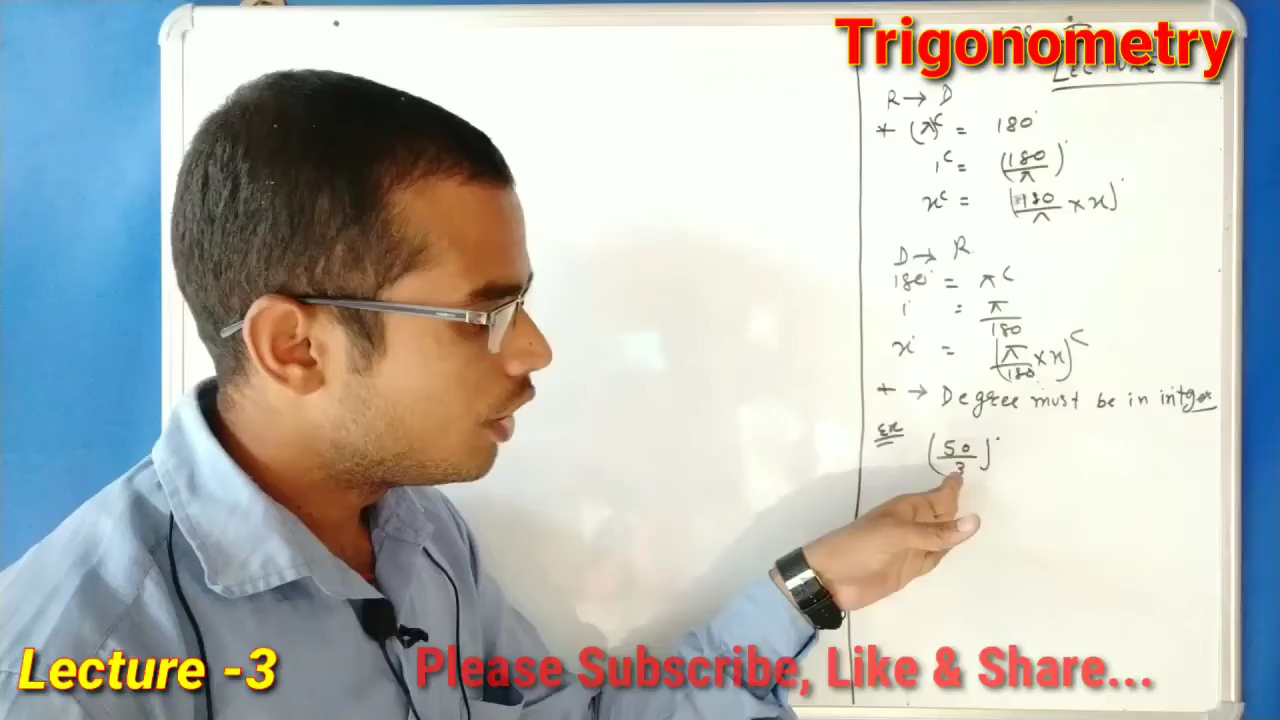 Trigonometry
LECTURE
R → D
* (π)ᶜ = 180°
1ᶜ = (180/π)°
xᶜ = (180/π × x)°
D → R
180° = πᶜ
1° = π/180
x° = (π/180 × x)ᶜ
* → Degree must be in intger
Ex (50/3)°
Lecture -3
Please Subscribe, Like & Share...